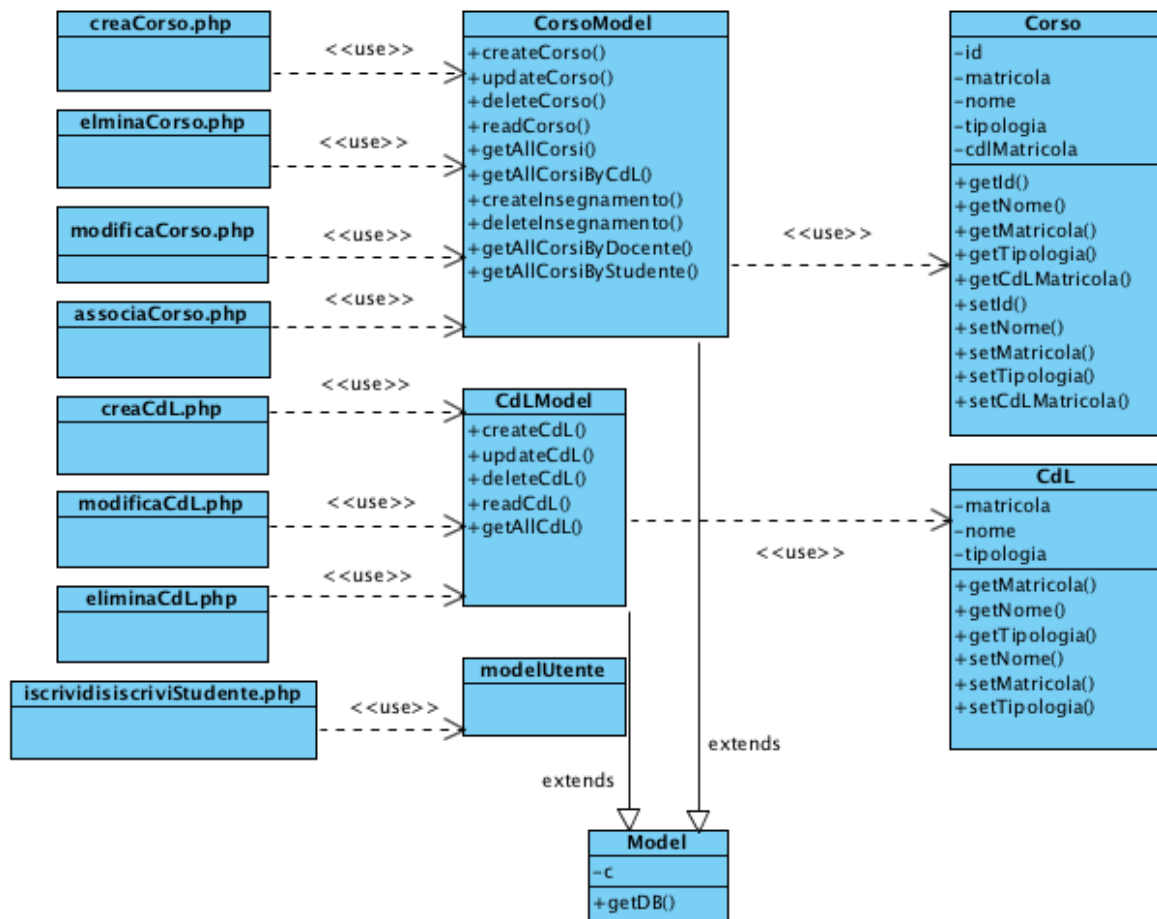 creaCorso.php
<<use>>
elminaCorso.php
<<use>>
modificaCorso.php
<<use>>
associaCorso.php
<<use>>
creaCdL.php
<<use>>
modificaCdL.php
<<use>>
eliminaCdL.php
<<use>>
iscrividisiscriviStudente.php
<<use>>
CorsoModel
+createCorso()
+updateCorso()
+deleteCorso()
+readCorso()
+getAllCorsi()
+getAllCorsiByCdL()
+createInsegnamento()
+deleteInsegnamento()
+getAllCorsiByDocente()
+getAllCorsiByStudente()
<<use>>
CdLModel
+createCdL()
+updateCdL()
+deleteCdL()
+readCdL()
+getAllCdL()
<<use>>
modelUtente
extends
extends
Model
-c
+getDB()
Corso
-id
-matricola
-nome
-tipologia
-cdlMatricola
+getId()
+getNome()
+getMatricola()
+getTipologia()
+getCdLMatricola()
+setId()
+setNome()
+setMatricola()
+setTipologia()
+setCdLMatricola()
CdL
-matricola
-nome
-tipologia
+getMatricola()
+getNome()
+getTipologia()
+setNome()
+setMatricola()
+setTipologia()